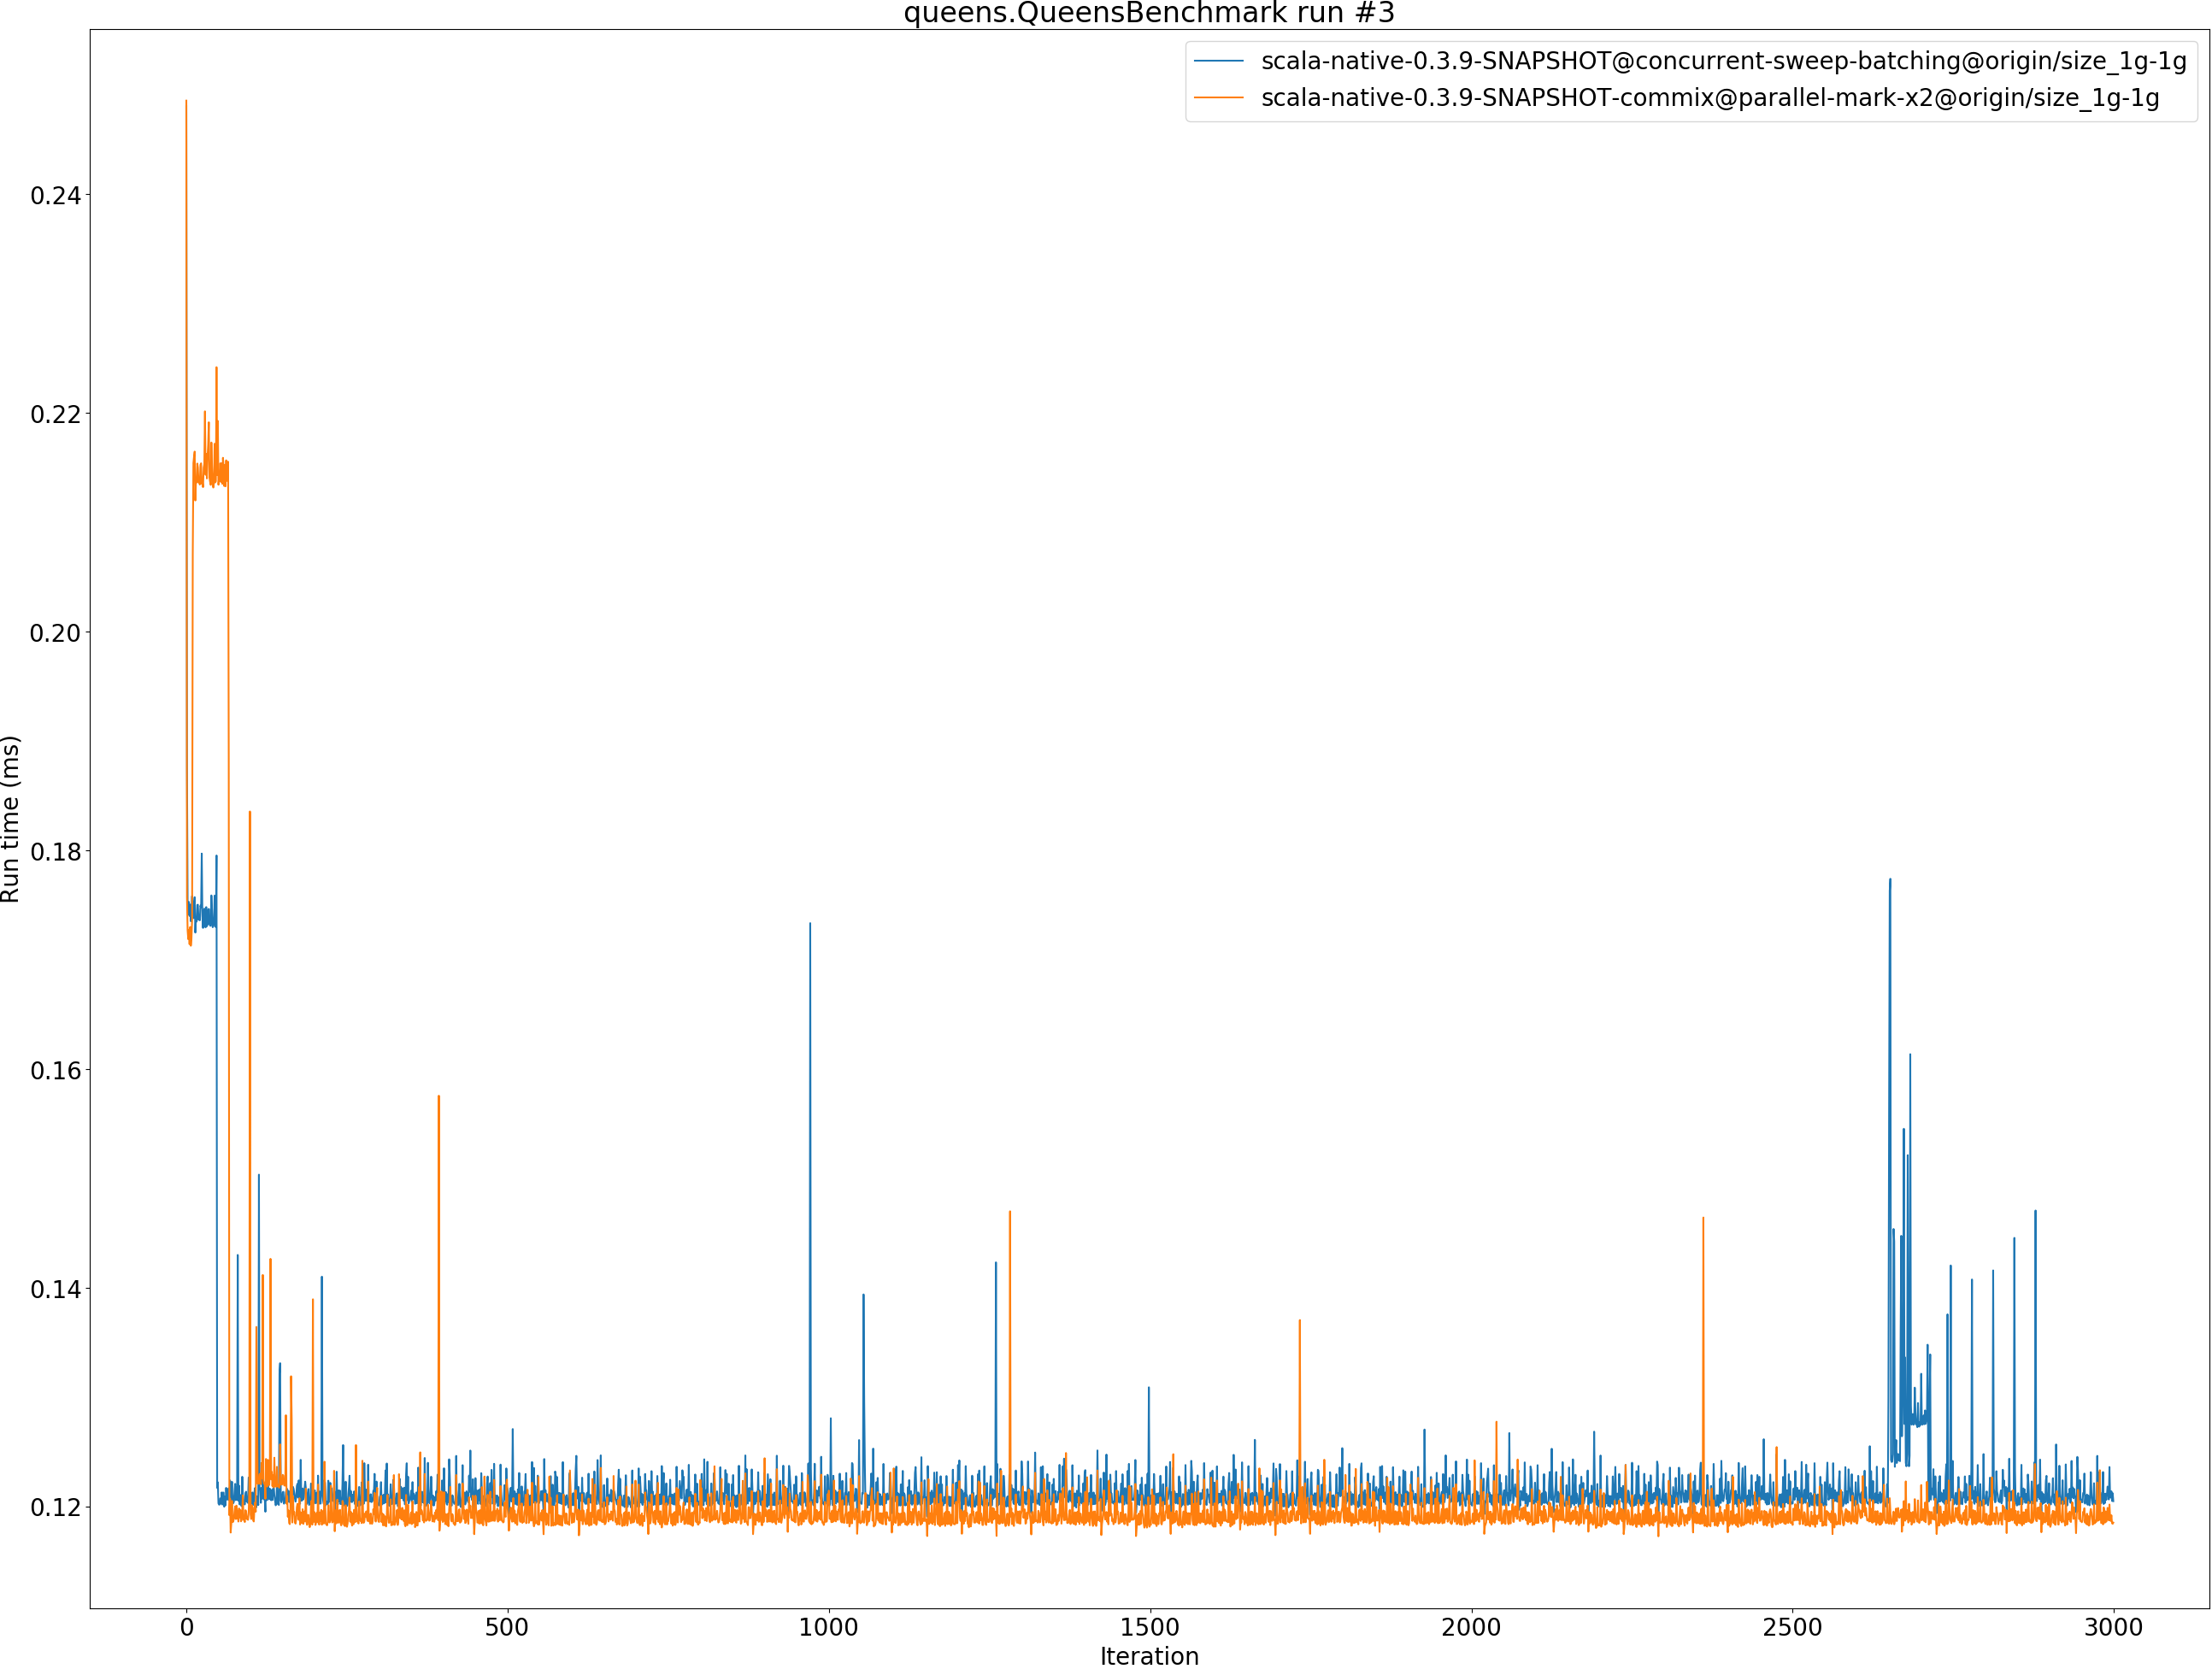 queens.QueensBenchmark run #3
scala-native-0.3.9-SNAPSHOT@concurrent-sweep-batching@origin/size_1g-1g
scala-native-0.3.9-SNAPSHOT-commix@parallel-mark-x2@origin/size_1g-1g
0.24
0.22
0.20
0.18
0.16
0.14
0.12
Run time (ms)
0 500 1000 1500 2000 2500 3000
Iteration